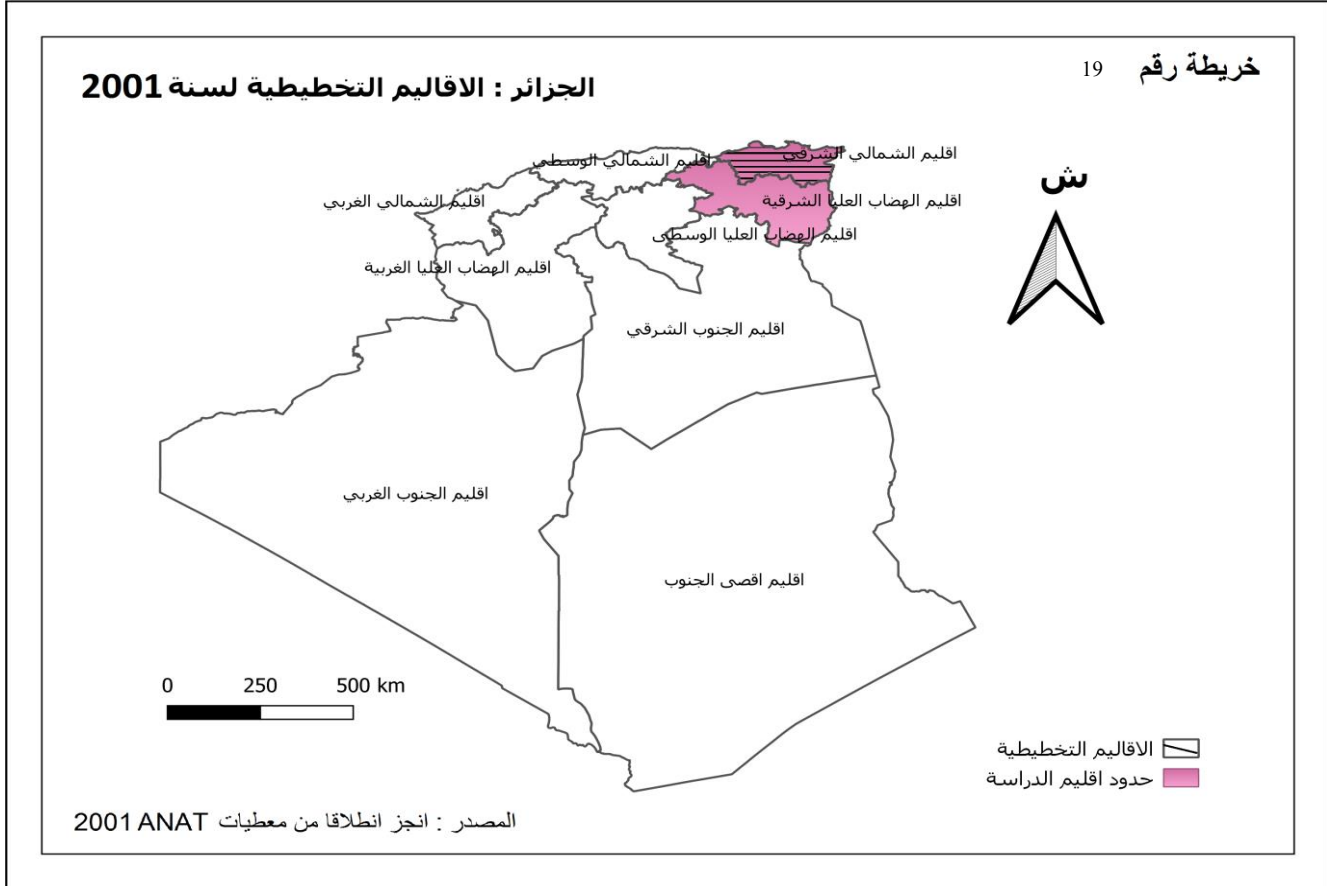 خريطة رقم 19
الجزائر : الاقاليم التخطيطية لسنة 2001
اقليم الشمالي الشرقي
اقليم الشمالي الوسطي
ش
اقليم الهضاب العليا الشرقية
اقليم الشمالي الغربي
اقليم الهضاب العليا الوسطى
اقليم الهضاب العليا الغربية
اقليم الجنوب الشرقي
اقليم الجنوب الغربي
اقليم اقصى الجنوب
0 250 500 km
الاقاليم التخطيطية
حدود اقليم الدراسة
المصدر : انجز انطلاقا من معطيات 2001 ANAT